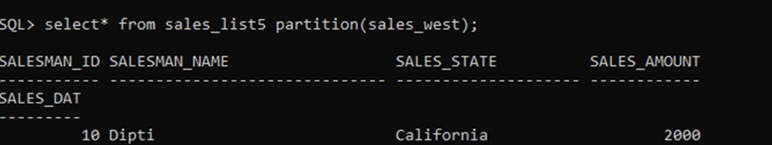 SQL> select* from sales_list5 partition(sales_west);
SALESMAN_ID SALESMAN_NAME SALES_STATE SALES_AMOUNT
----------- ------------------------------ -------------------- ------------
SALES_DAT
---------
10 Dipti California 2000